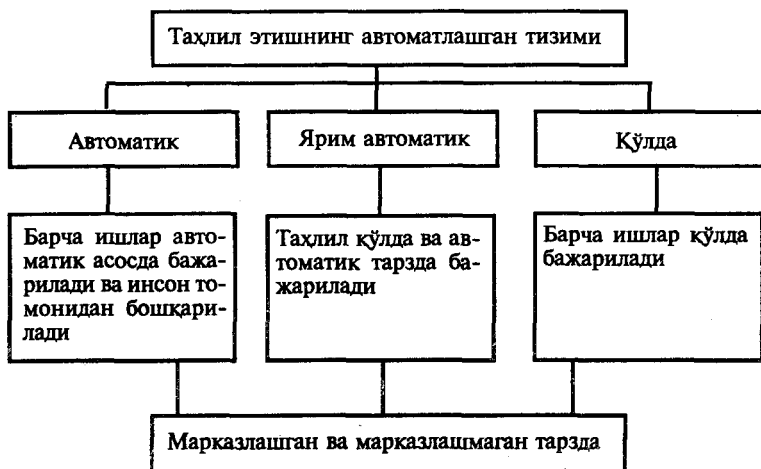 Таҳлил этишнинг автоматлашган тизими
Автоматик
Ярим автоматик
Қўлда
Барча ишлар авто-
матик асосда бажа-
рилади ва инсон то-
монидан бошқари-
лади
Таҳлил қўлда ва ав-
томатик тарзда ба-
жарилади
Барча ишлар қўлда
бажарилади
Марказлашган ва марказлашмаган тарзда